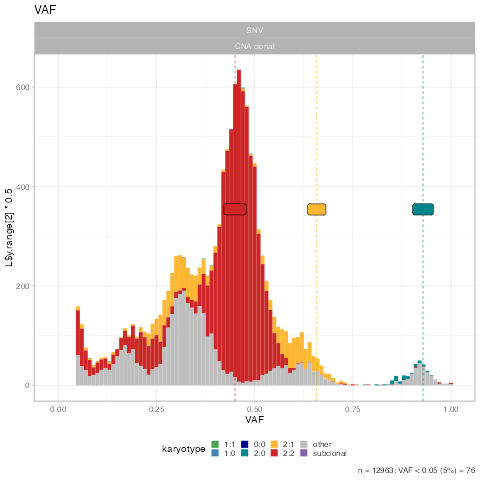 VAF
SNV
CNA clonal
600
400
200
0
L$y.range[2] * 0.5
0.00 0.25 0.50 0.75 1.00
VAF
karyotype 1:1 0:0 2:1 other
1:0 2:0 2:2 subclonal
n = 12963; VAF < 0.05 (5%) = 76